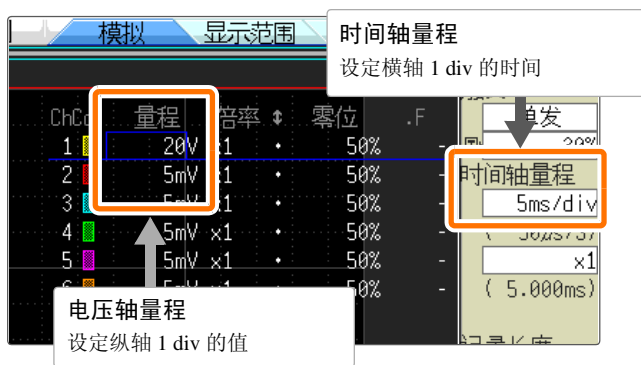 模拟 显示范围
时间轴量程
设定横轴 1 div 的时间
量程 倍率 零位 .F
单发
1 20V x1 50% -
2 5mV x1 50% -
时间轴量程
3 5mV x1 50% -
5ms/div
4 5mV x1 50% -
5 5mV x1 50% -
x1
50% -
( 5.000ms)
电压轴量程
设定纵轴 1 div 的值